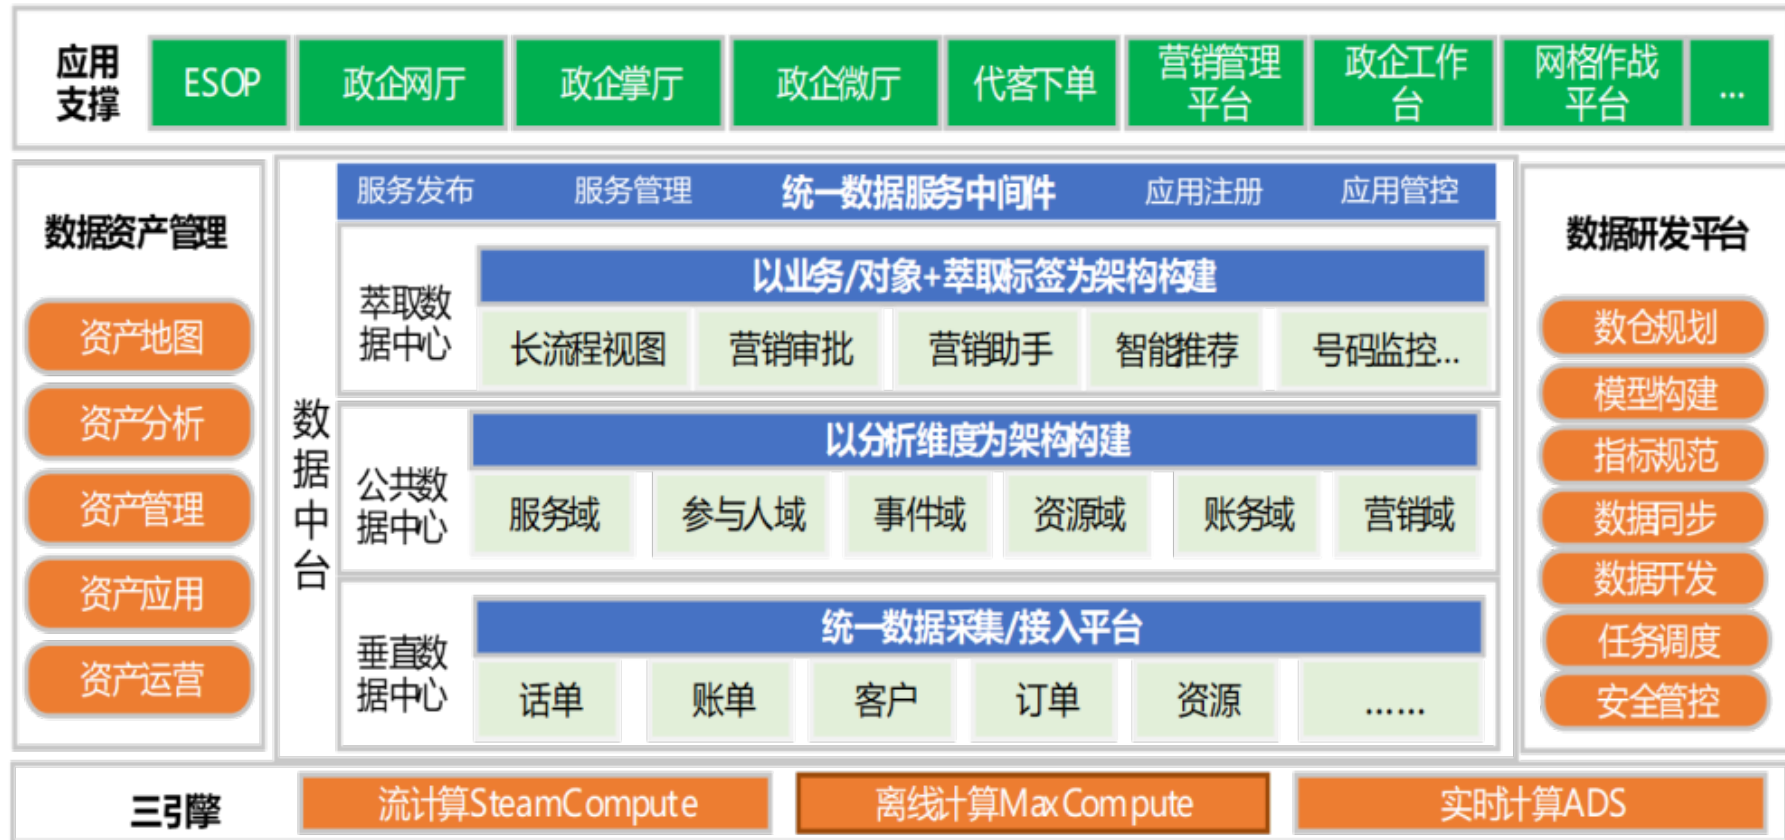 应用
支撑
ESOP
政企网厅
政企掌厅
政企微厅
代客下单
营销管理
平台
政企工作
台
网格作战
平台
...
数据资产管理
资产地图
资产分析
资产管理
资产应用
资产运营
数据中台
服务发布
服务管理
统一数据服务中间件
应用注册
应用管控
萃取数
据中心
以业务/对象+萃取标签为架构构建
长流程视图
营销审批
营销助手
智能推荐
号码监控...
公共数
据中心
以分析维度为架构构建
服务域
参与人域
事件域
资源域
账务域
营销域
垂直数
据中心
统一数据采集/接入平台
话单
账单
客户
订单
资源
......
数据研发平台
数仓规划
模型构建
指标规范
数据同步
数据开发
任务调度
安全管控
三引擎
流计算SteamCompute
离线计算MaxCompute
实时计算ADS